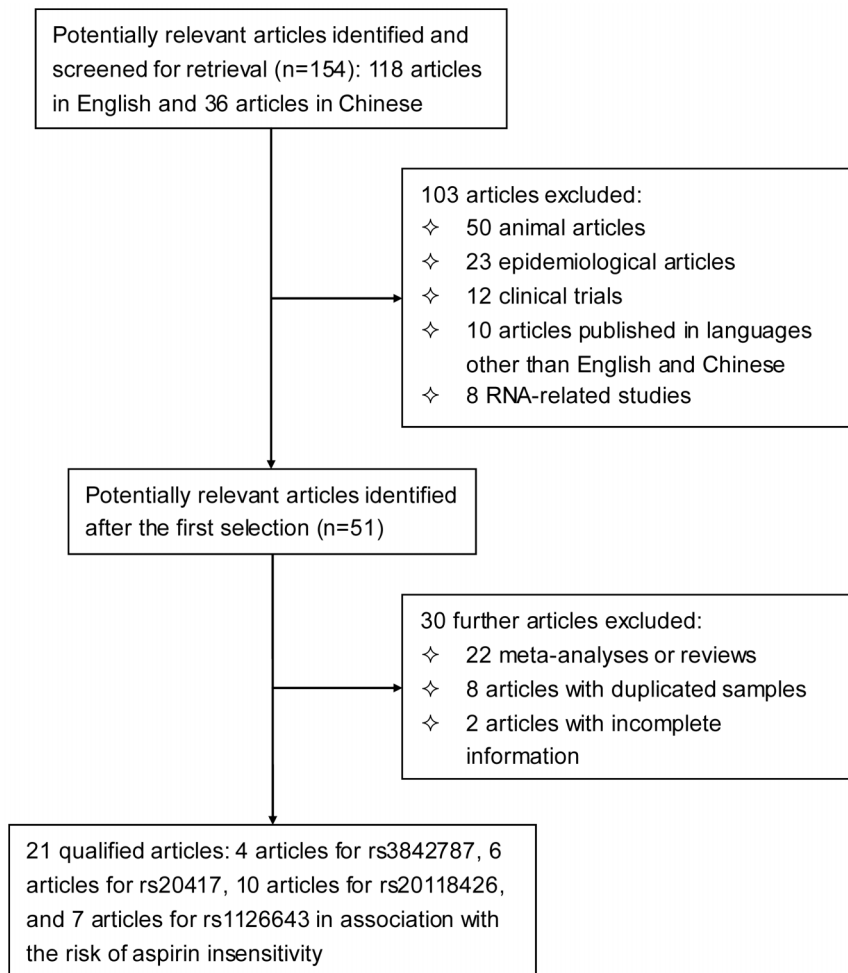 Potentially relevant articles identified and
screened for retrieval (n=154): 118 articles
in English and 36 articles in Chinese
103 articles excluded:
✧ 50 animal articles
✧ 23 epidemiological articles
✧ 12 clinical trials
✧ 10 articles published in languages
other than English and Chinese
✧ 8 RNA-related studies
Potentially relevant articles identified
after the first selection (n=51)
30 further articles excluded:
✧ 22 meta-analyses or reviews
✧ 8 articles with duplicated samples
✧ 2 articles with incomplete
information
21 qualified articles: 4 articles for rs3842787, 6
articles for rs20417, 10 articles for rs20118426,
and 7 articles for rs1126643 in association with
the risk of aspirin insensitivity